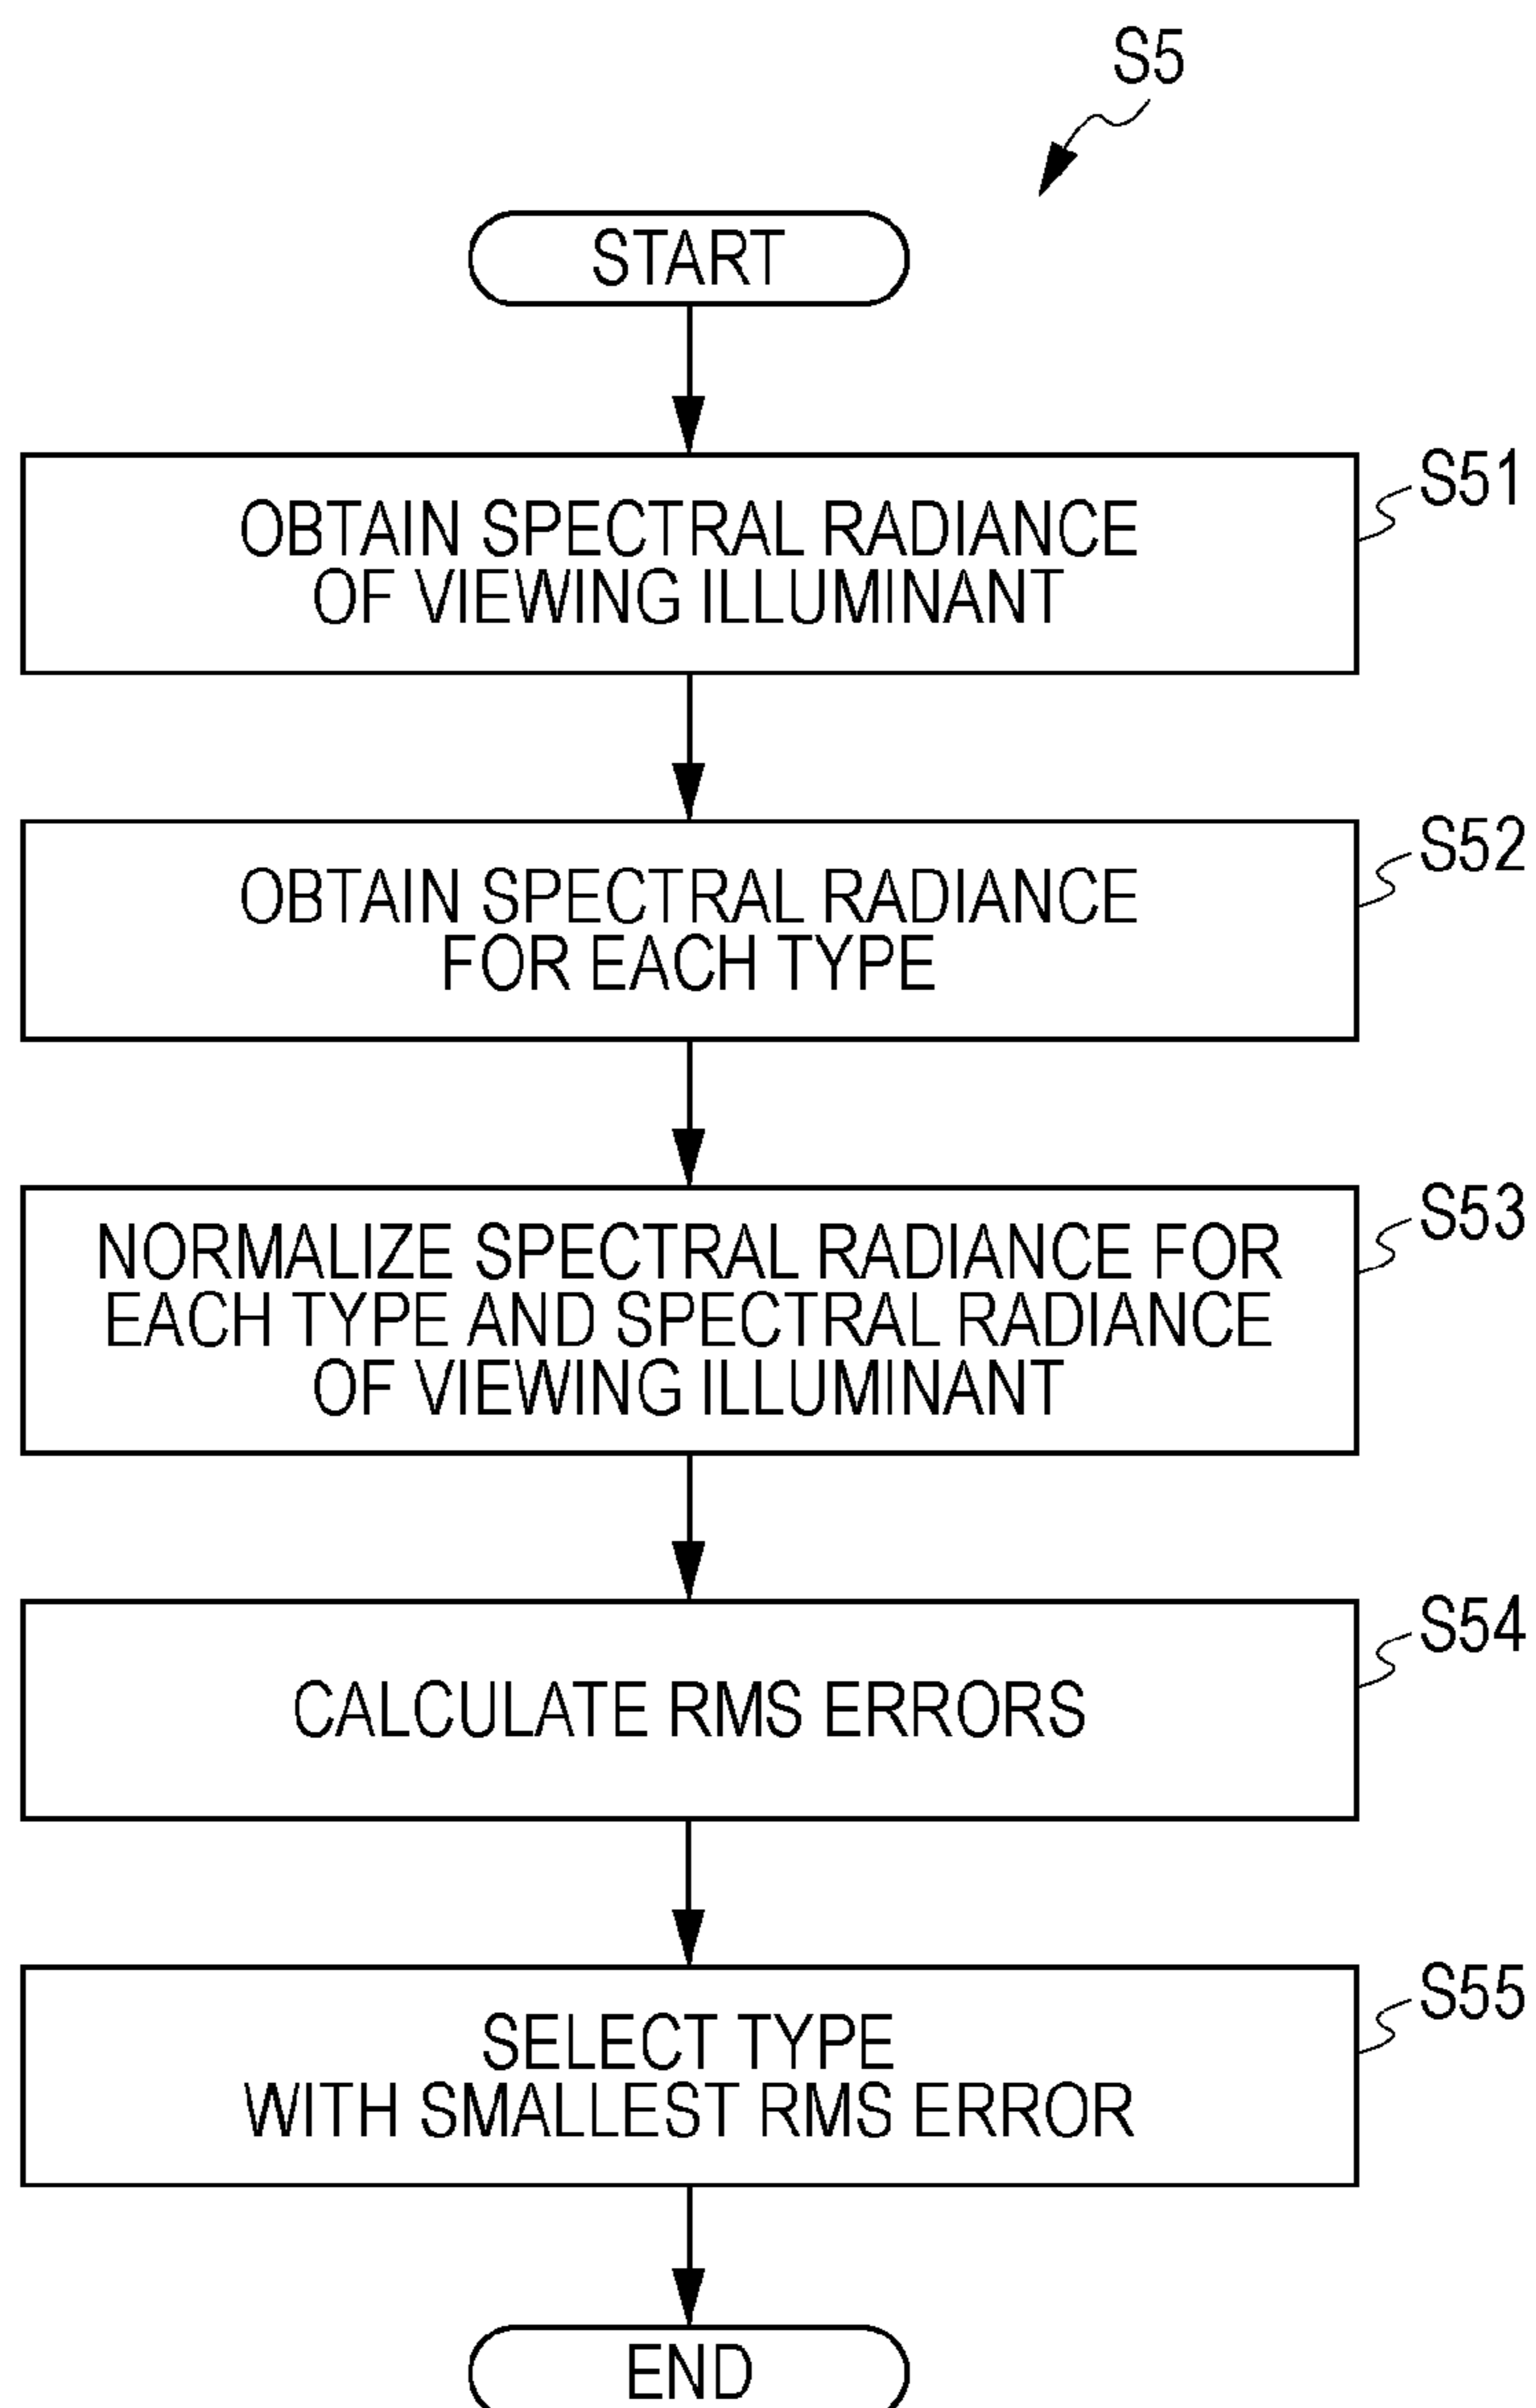 S5
START
OBTAIN SPECTRAL RADIANCE
OF VIEWING ILLUMINANT
S51
OBTAIN SPECTRAL RADIANCE
FOR EACH TYPE
S52
NORMALIZE SPECTRAL RADIANCE FOR
EACH TYPE AND SPECTRAL RADIANCE
OF VIEWING ILLUMINANT
S53
CALCULATE RMS ERRORS
S54
SELECT TYPE
WITH SMALLEST RMS ERROR
S55
END